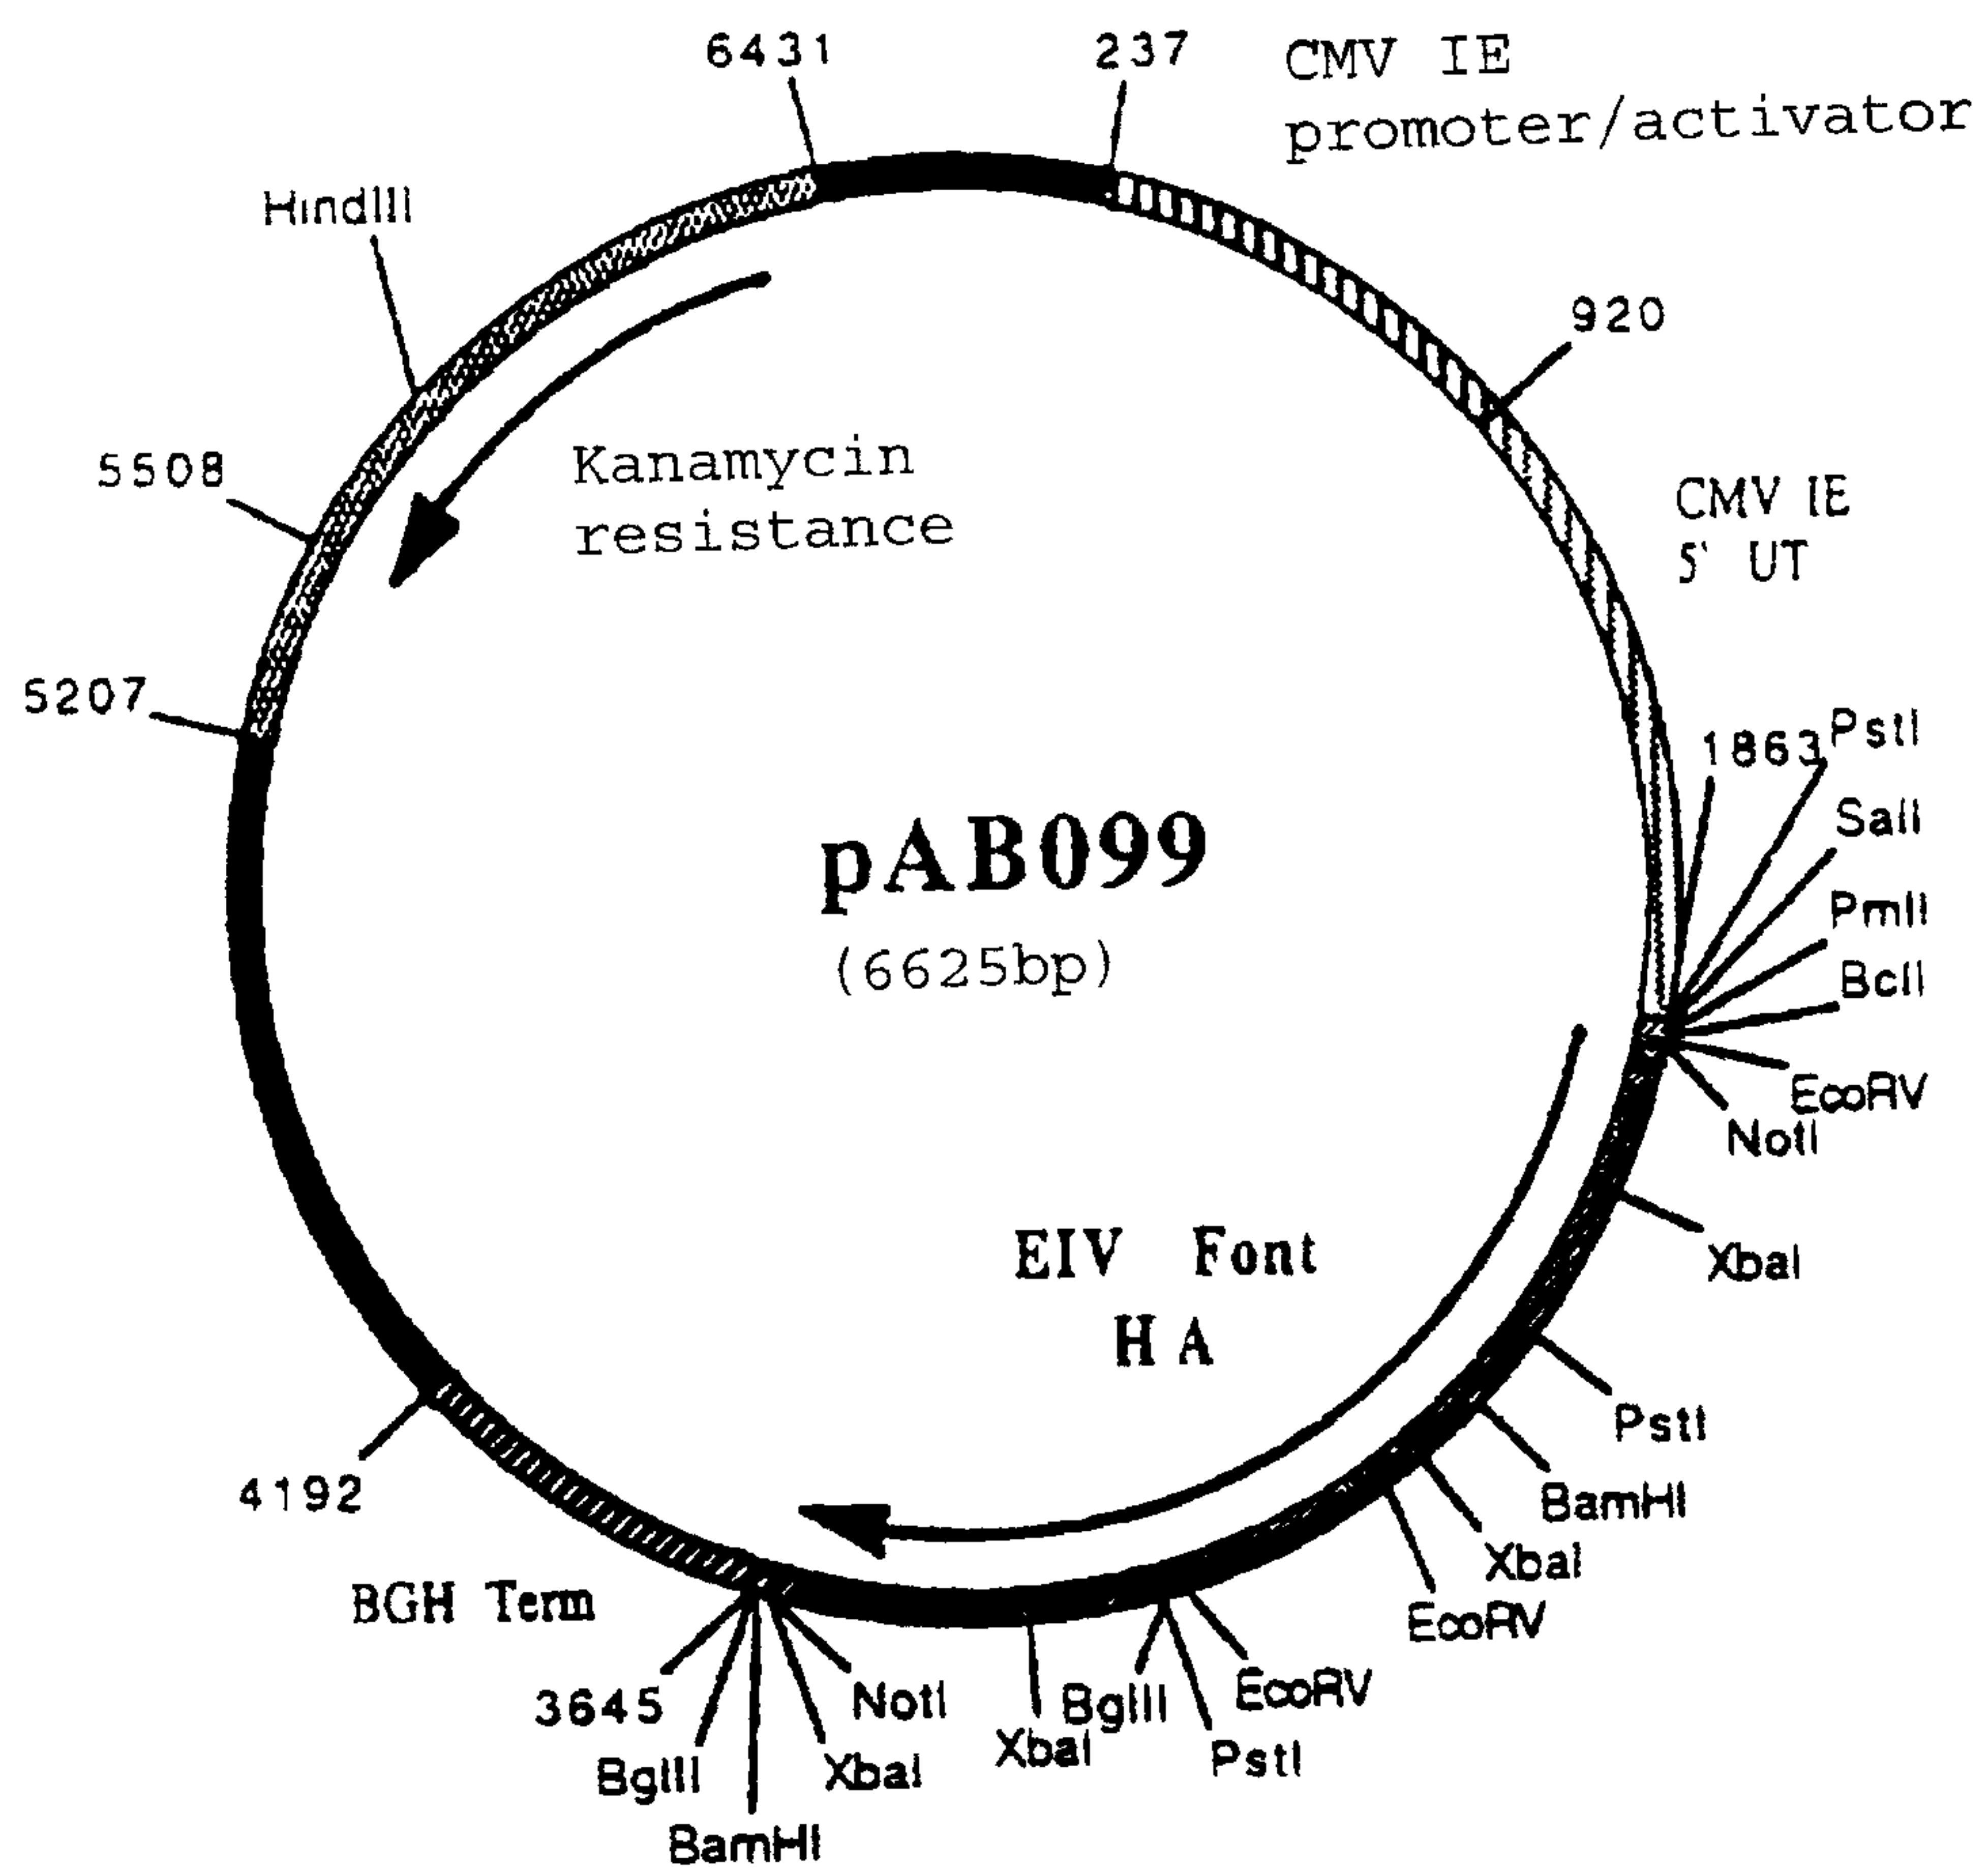 6431
237
CMV IE
promoter/activator
HindIII
920
5508
Kanamycin
resistance
CMV IE
5' UT
5207
1863
PstI
SalI
PmlI
BclI
EcoRV
NotI
pAB099
(6625bp)
XbaI
EIV Font
HA
PstI
BamHI
XbaI
EcoRV
4192
BGH Term
EcoRV
PstI
BglII
XbaI
NotI
XbaI
3645
BglII
BamHI